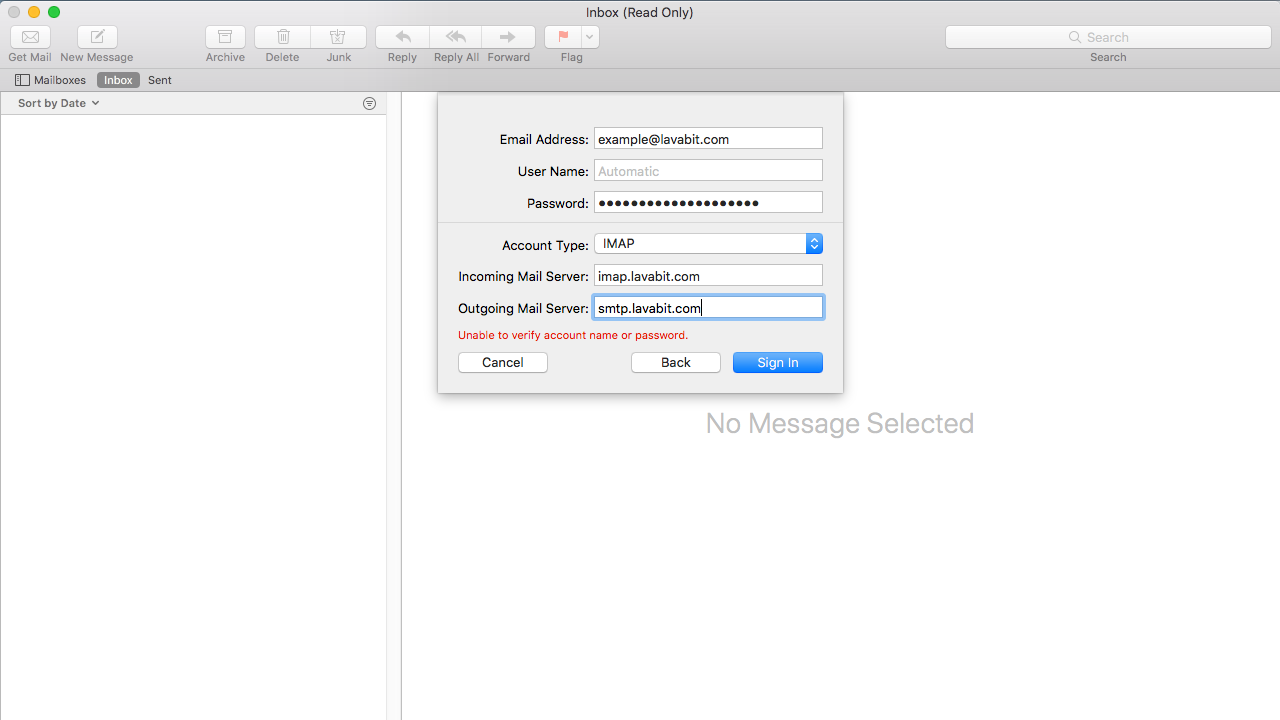 Inbox (Read Only)
Get Mail New Message Archive Delete Junk Reply Reply All Forward Flag Search
Search
Mailboxes Inbox Sent
Sort by Date
Email Address: example@lavabit.com
User Name: Automatic
Password: ●●●●●●●●●●●●●●●●●●●●
Account Type: IMAP
Incoming Mail Server: imap.lavabit.com
Outgoing Mail Server: smtp.lavabit.com
Unable to verify account name or password.
Cancel Back Sign In
No Message Selected